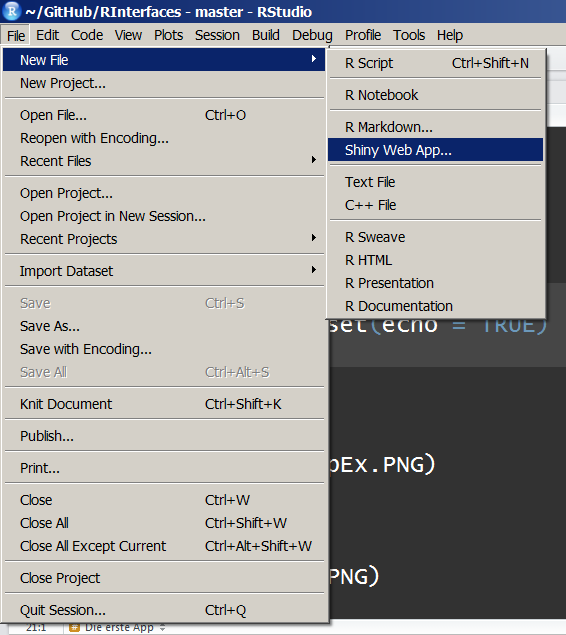 ~/GitHub/RInterfaces - master - RStudio
File Edit Code View Plots Session Build Debug Profile Tools Help
New File
New Project...
Open File... Ctrl+O
Reopen with Encoding...
Recent Files
Open Project...
Open Project in New Session...
Recent Projects
Import Dataset
Save Ctrl+S
Save As...
Save with Encoding...
Save All Ctrl+Alt+S
Knit Document Ctrl+Shift+K
Publish...
Print...
Close Ctrl+W
Close All Ctrl+Shift+W
Close All Except Current Ctrl+Alt+Shift+W
Close Project
Quit Session... Ctrl+Q
R Script Ctrl+Shift+N
R Notebook
R Markdown...
Shiny Web App...
Text File
C++ File
R Sweave
R HTML
R Presentation
R Documentation
set(echo = TRUE)
pEx.PNG)
PNG)
21:1 # Die erste App